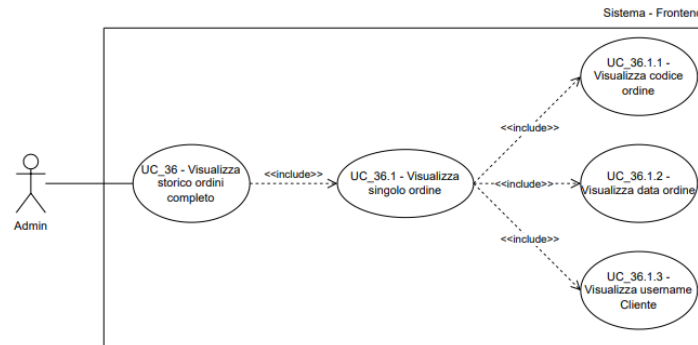 Sistema - Frontend
UC_36.1.1 -
Visualizza codice
ordine
<<include>>
UC_36 - Visualizza
storico ordini
completo
<<include>>
UC_36.1 - Visualizza
singolo ordine
<<include>>
UC_36.1.2 -
Visualizza data ordine
Admin
<<include>>
UC_36.1.3 -
Visualizza username
Cliente